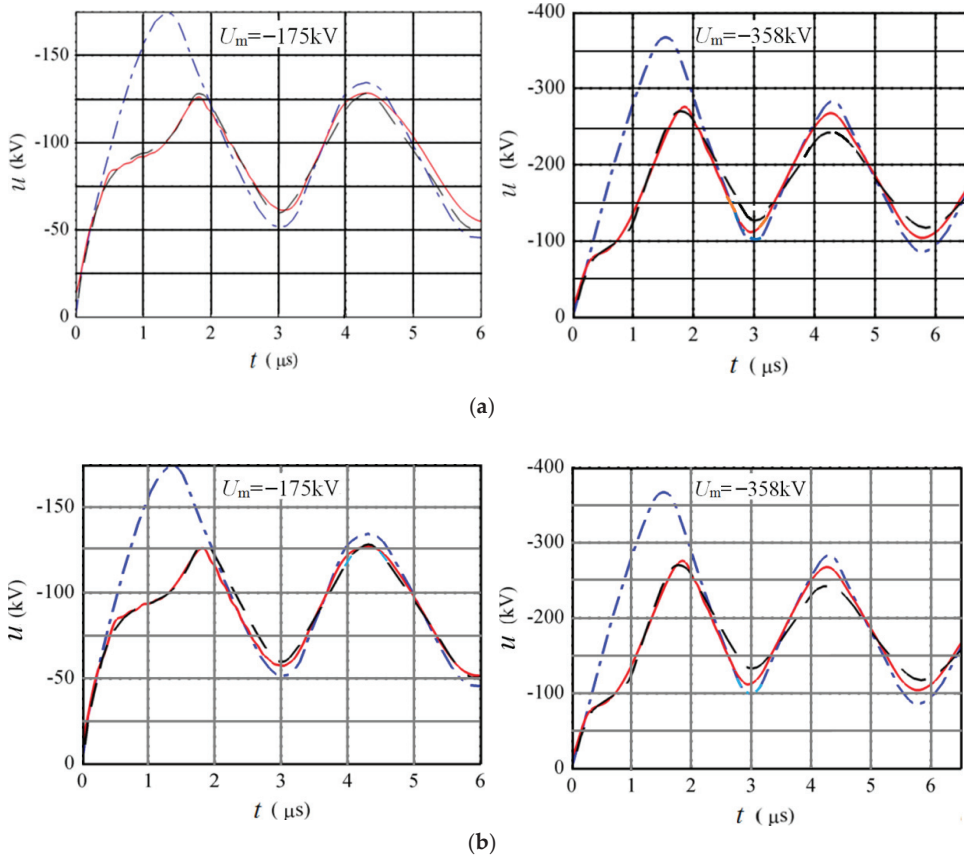 Um=−175kV
-150
-100
-50
0
u (kV)
0 1 2 3 4 5 6
t ( μs)
Um=−358kV
-400
-300
-200
-100
0
u (kV)
0 1 2 3 4 5 6
t ( μs)
(a)
Um=−175kV
-150
-100
-50
0
u (kV)
0 1 2 3 4 5 6
t ( μs)
Um=−358kV
-400
-300
-200
-100
0
u (kV)
0 1 2 3 4 5 6
t ( μs)
(b)